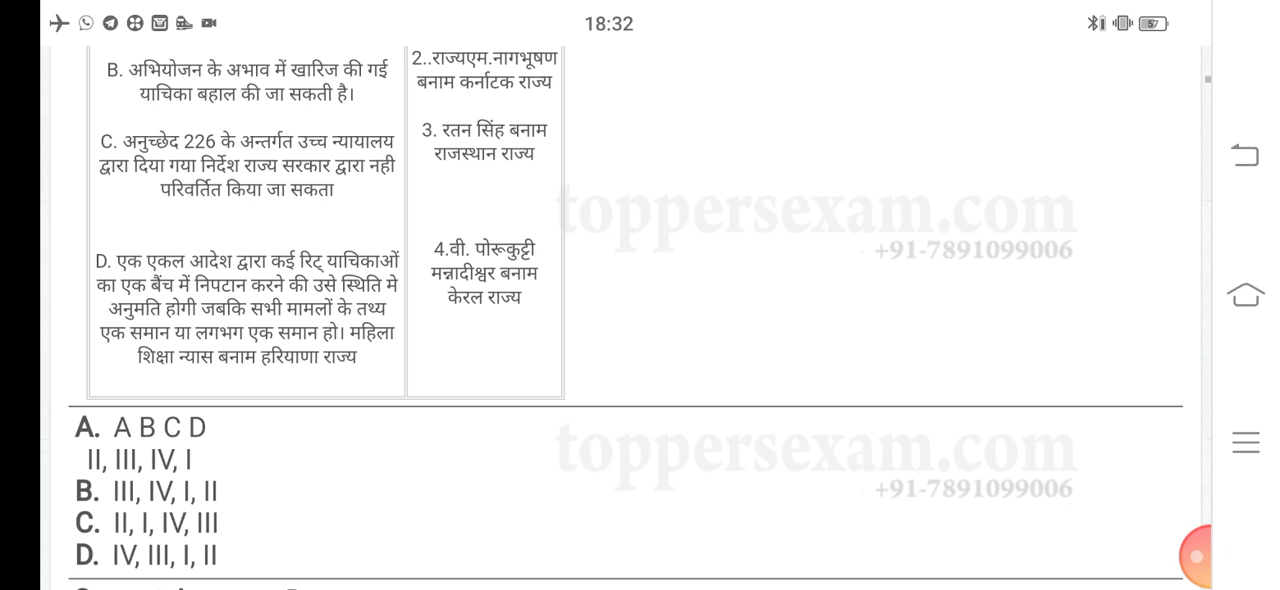 18:32
57
B. अभियोजन के अभाव में खारिज की गई
याचिका बहाल की जा सकती है।
2..राज्यएम.नागभूषण
बनाम कर्नाटक राज्य
C. अनुच्छेद 226 के अन्तर्गत उच्च न्यायालय
द्वारा दिया गया निर्देश राज्य सरकार द्वारा नही
परिवर्तित किया जा सकता
3. रतन सिंह बनाम
राजस्थान राज्य
D. एक एकल आदेश द्वारा कई रिट् याचिकाओं
का एक बैंच में निपटान करने की उसे स्थिति मे
अनुमति होगी जबकि सभी मामलों के तथ्य
एक समान या लगभग एक समान हो। महिला
शिक्षा न्यास बनाम हरियाणा राज्य
4.वी. पोरूकुट्टी
मन्नादीश्वर बनाम
केरल राज्य
toppersexam.com
+91-7891099006
A. A B C D
II, III, IV, I
B. III, IV, I, II
C. II, I, IV, III
D. IV, III, I, II
toppersexam.com
+91-7891099006